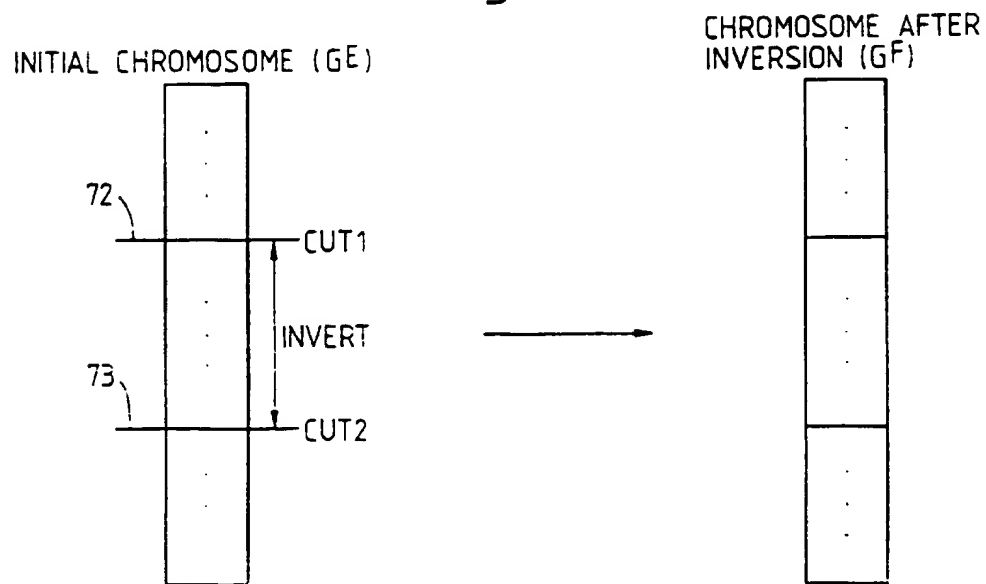 INITIAL CHROMOSOME (GE)
CHROMOSOME AFTER
INVERSION (GF)
72
CUT1
INVERT
73
CUT2